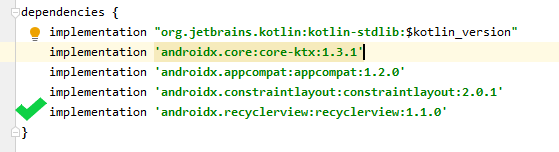 dependencies {
implementation "org.jetbrains.kotlin:kotlin-stdlib:$kotlin_version"
implementation 'androidx.core:core-ktx:1.3.1'
implementation 'androidx.appcompat:appcompat:1.2.0'
implementation 'androidx.constraintlayout:constraintlayout:2.0.1'
implementation 'androidx.recyclerview:recyclerview:1.1.0'
}